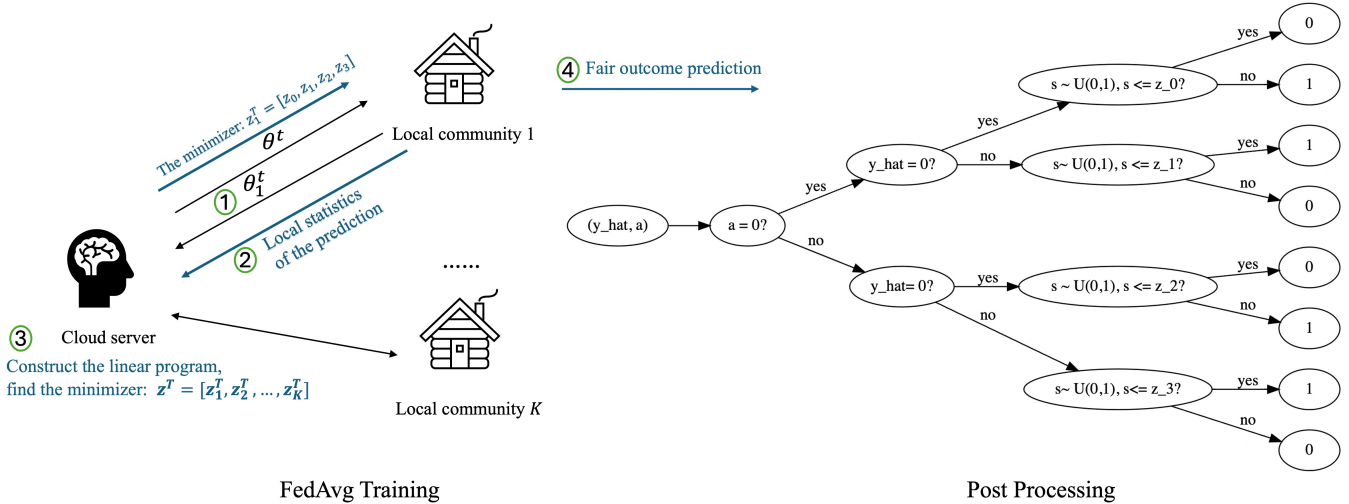 The minimizer: z_1^T = [z_0, z_1, z_2, z_3]
θ^t
θ_1^t
①
② Local statistics
of the prediction
Local community 1
......
Cloud server
③
Construct the linear program,
find the minimizer: z^T = [z_1^T, z_2^T, ..., z_K^T]
Local community K
FedAvg Training
④ Fair outcome prediction
(y_hat, a)
a = 0?
yes
no
y_hat = 0?
yes
no
y_hat= 0?
yes
no
s ~ U(0,1), s <= z_0?
yes
no
0
1
s~ U(0,1), s <= z_1?
yes
no
1
0
s ~ U(0,1), s <= z_2?
yes
no
0
1
s~ U(0,1), s<= z_3?
yes
no
1
0
Post Processing